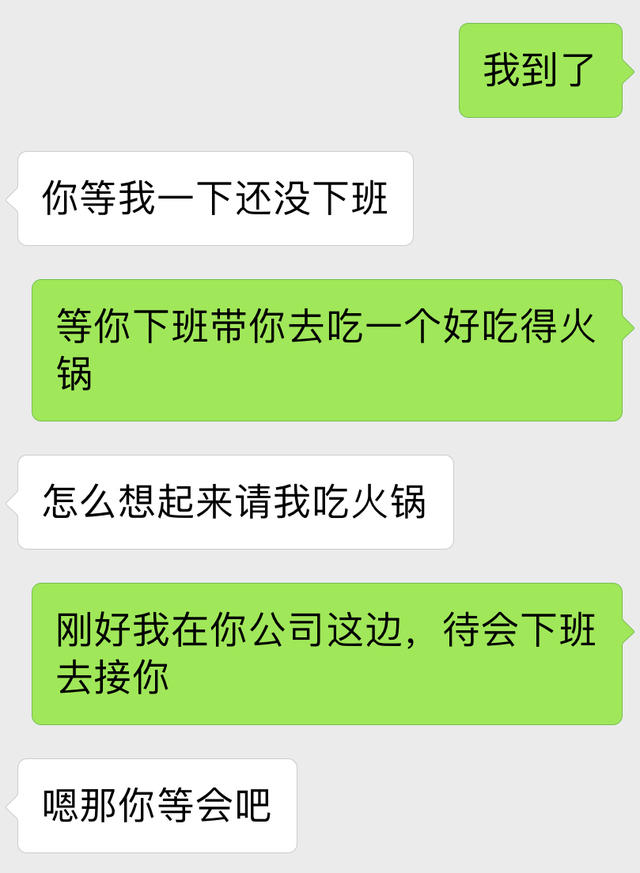 我到了
你等我一下还没下班
等你下班带你去吃一个好吃得火
锅
怎么想起来请我吃火锅
刚好我在你公司这边，待会下班
去接你
嗯那你等会吧